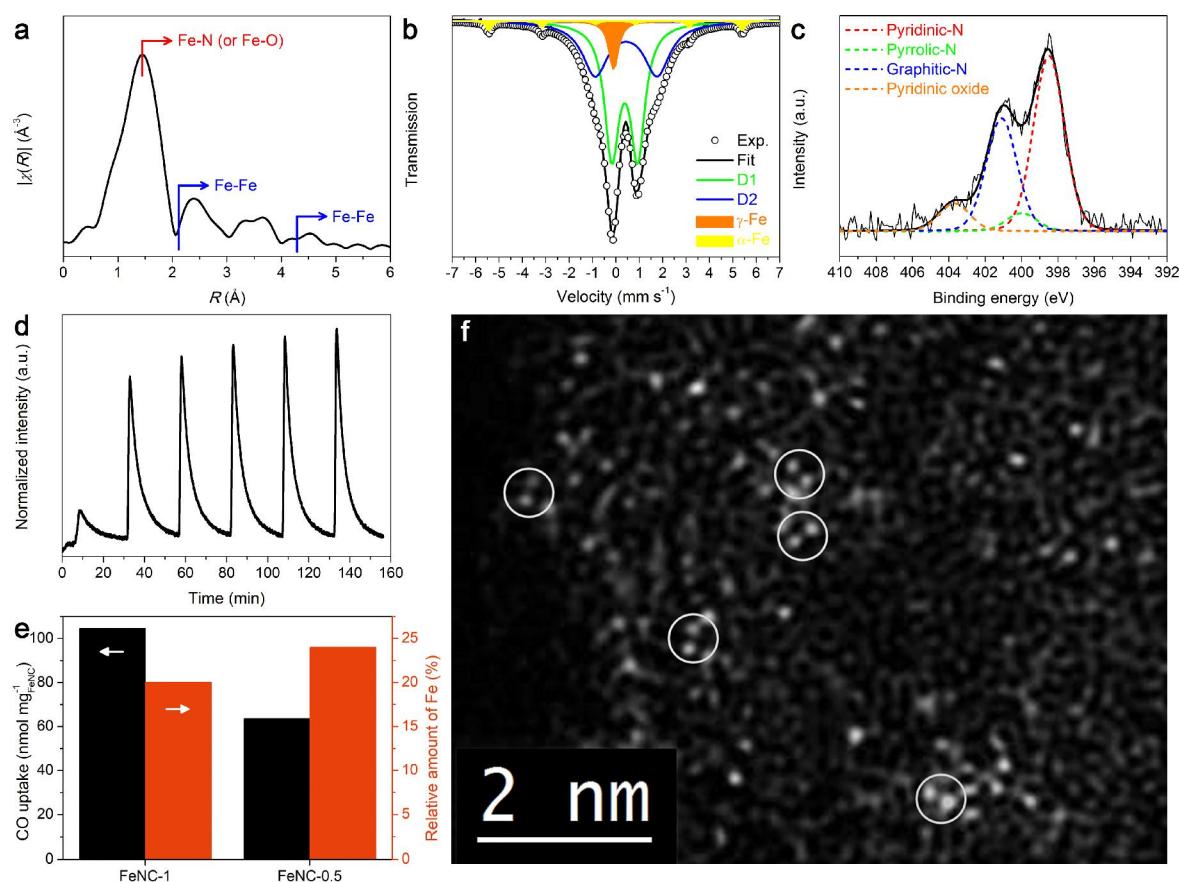 a
Fe-N (or Fe-O)
Fe-Fe
Fe-Fe
|χ(R)| (Å⁻³)
0 1 2 3 4 5 6
R (Å)
b
Transmission
Exp.
Fit
D1
D2
γ-Fe
α-Fe
-7 -6 -5 -4 -3 -2 -1 0 1 2 3 4 5 6 7
Velocity (mm s⁻¹)
c
Pyridinic-N
Pyrrolic-N
Graphitic-N
Pyridinic oxide
Intensity (a.u.)
410 408 406 404 402 400 398 396 394 392
Binding energy (eV)
d
Normalized intensity (a.u.)
0 20 40 60 80 100 120 140 160
Time (min)
e
CO uptake (nmol mg⁻¹FeNC)
100
80
60
40
20
0
25
20
15
10
5
0
Relative amount of Fe (%)
FeNC-1 FeNC-0.5
f
2 nm